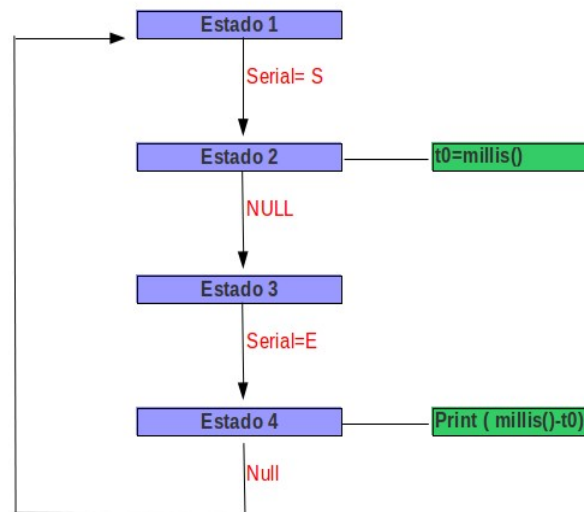 Estado 1
Serial= S
Estado 2
t0=millis()
NULL
Estado 3
Serial=E
Estado 4
Print ( millis()-t0)
Null